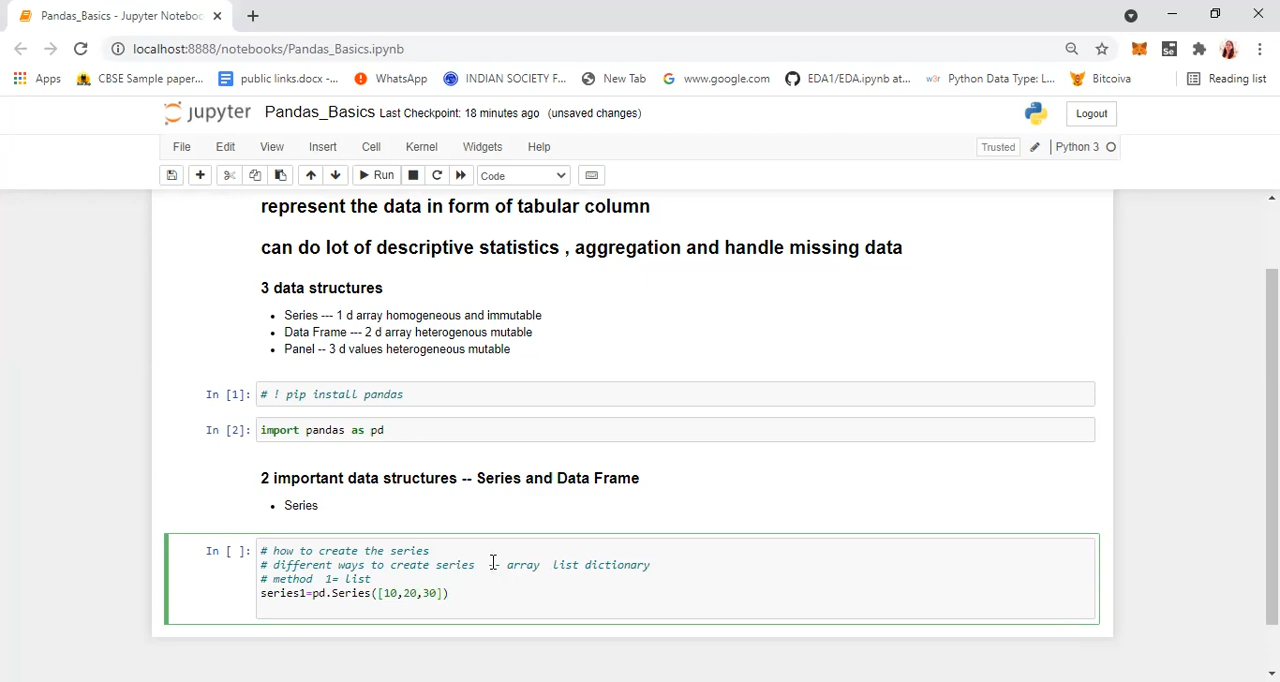 Pandas_Basics - Jupyter Noteboo
localhost:8888/notebooks/Pandas_Basics.ipynb
Apps CBSE Sample paper... public links.docx -... WhatsApp INDIAN SOCIETY F... New Tab www.google.com EDA1/EDA.ipynb at... w3r Python Data Type: L... Bitcoiva Reading list
jupyter Pandas_Basics Last Checkpoint: 18 minutes ago (unsaved changes) Logout
File Edit View Insert Cell Kernel Widgets Help Trusted Python 3
Run Code
represent the data in form of tabular column
can do lot of descriptive statistics , aggregation and handle missing data
3 data structures
• Series --- 1 d array homogeneous and immutable
• Data Frame --- 2 d array heterogenous mutable
• Panel -- 3 d values heterogeneous mutable
In [1]: # ! pip install pandas
In [2]: import pandas as pd
2 important data structures -- Series and Data Frame
• Series
In [ ]: # how to create the series
# different ways to create series -- array list dictionary
# method 1= list
series1=pd.Series([10,20,30])